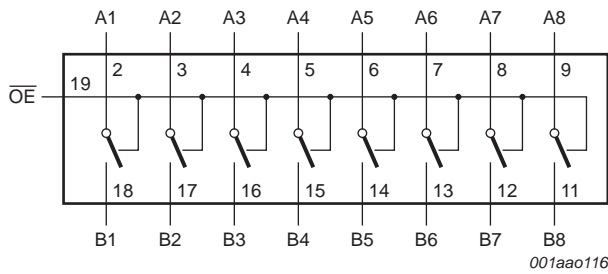 A1 A2 A3 A4 A5 A6 A7 A8
2 3 4 5 6 7 8 9
19
O̅E̅
18 17 16 15 14 13 12 11
B1 B2 B3 B4 B5 B6 B7 B8
001aao116